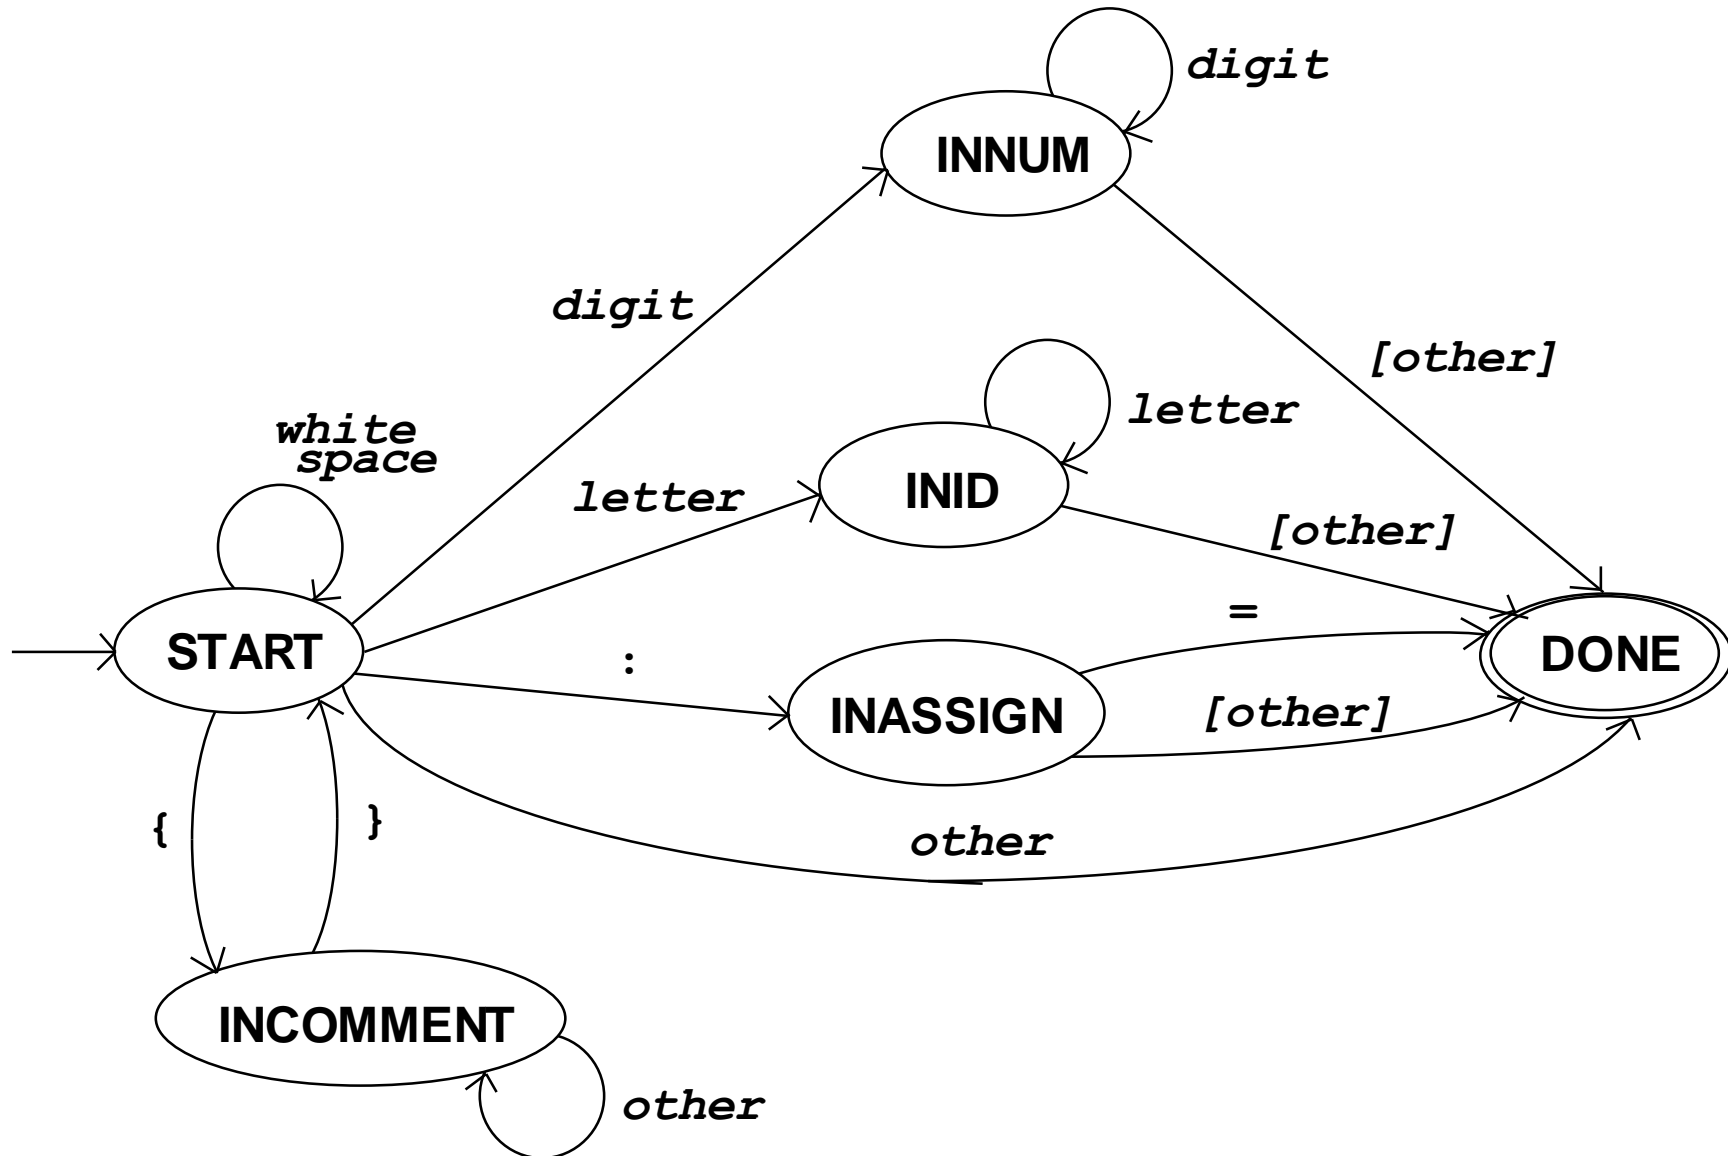 digit
INNUM
digit
[other]
white
space
letter
letter
INID
[other]
=
START
:
DONE
INASSIGN
[other]
{
}
other
INCOMMENT
other